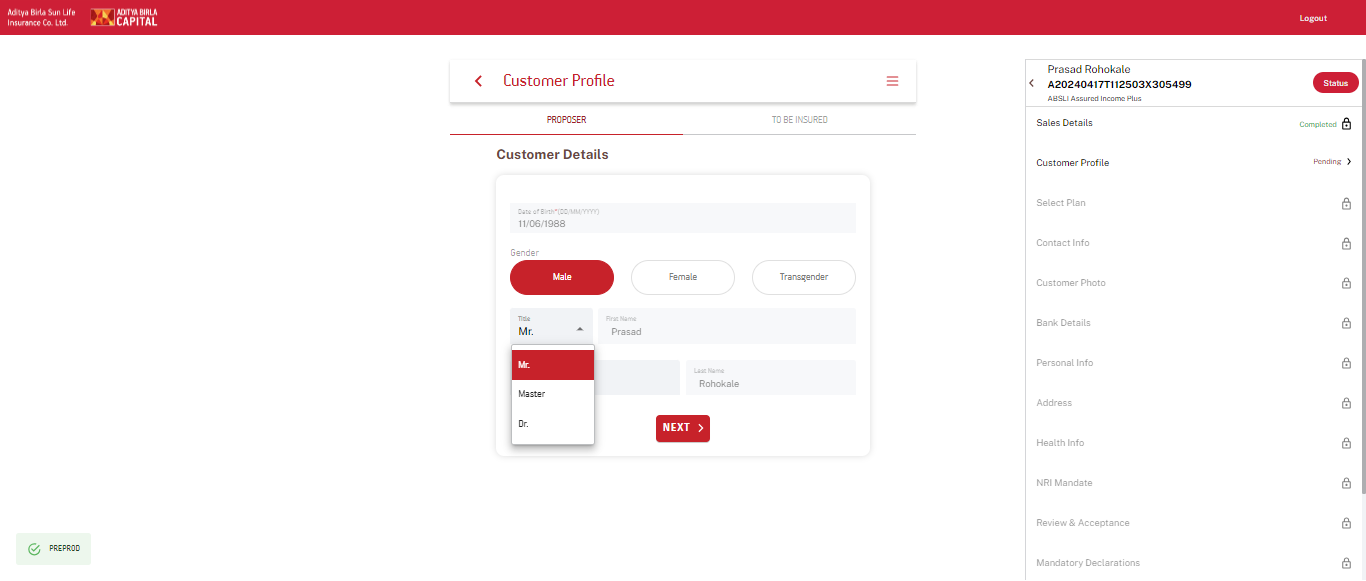 Aditya Birla Sun Life
Insurance Co. Ltd.
ADITYA BIRLA
CAPITAL
Logout
Customer Profile
PROPOSER
TO BE INSURED
Customer Details
Date of Birth*(DD/MM/YYYY)
11/06/1988
Gender
Male
Female
Transgender
Title
Mr.
First Name
Prasad
Mr.
Master
Dr.
Last Name
Rohokale
NEXT
Prasad Rohokale
A20240417T112503X305499
ABSLI Assured Income Plus
Status
Sales Details
Completed
Customer Profile
Pending
Select Plan
Contact Info
Customer Photo
Bank Details
Personal Info
Address
Health Info
NRI Mandate
Review & Acceptance
Mandatory Declarations
PREPROD